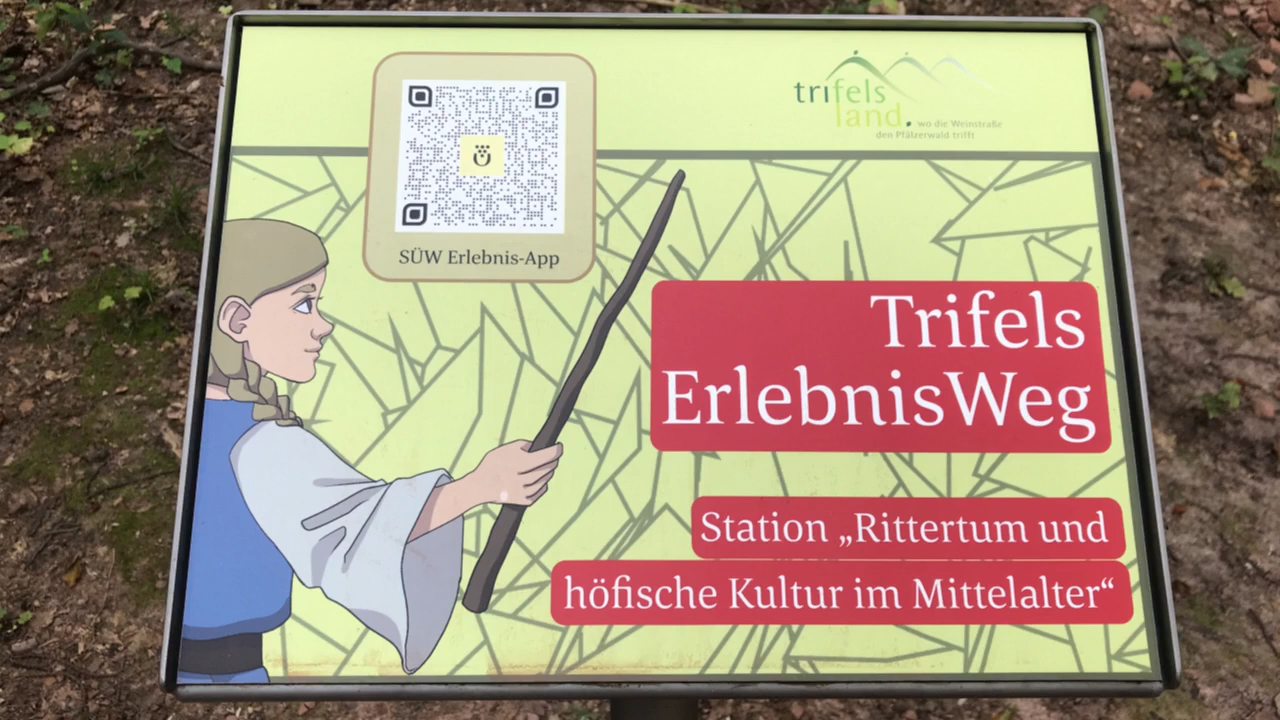 trifels
land. wo die Weinstraße
den Pfälzerwald trifft
SÜW Erlebnis-App
Trifels
ErlebnisWeg
Station „Rittertum und
höfische Kultur im Mittelalter“